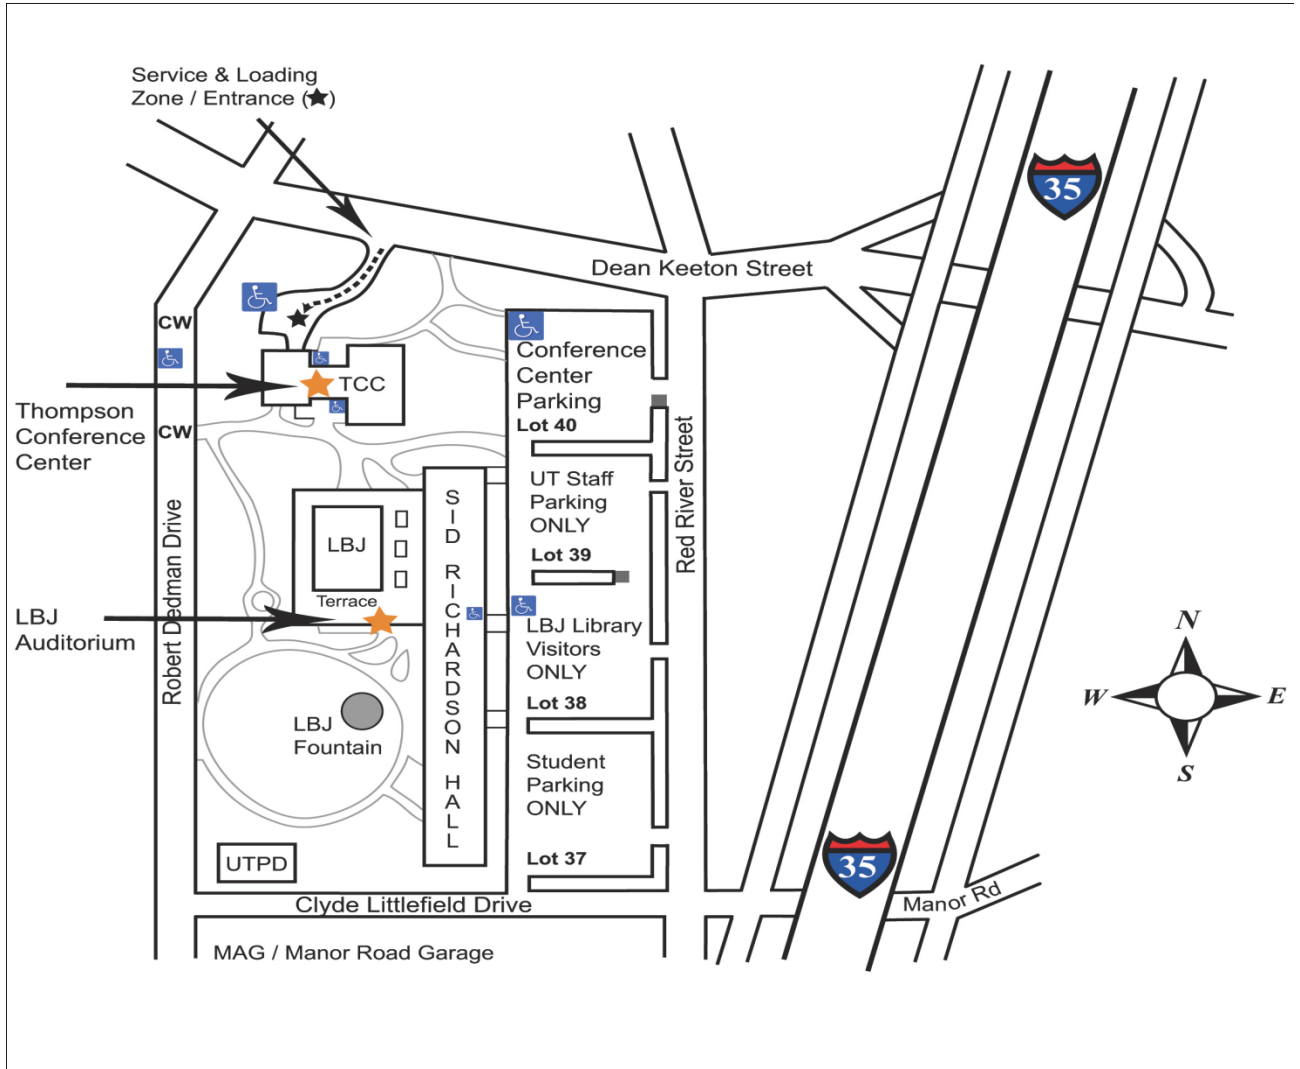 Service & Loading
Zone / Entrance (★)
35
Dean Keeton Street
CW
Conference
Center
Parking
Lot 40
TCC
Thompson
Conference
Center
CW
UT Staff
Parking
ONLY
Lot 39
Red River Street
SID RICHARDSON HALL
LBJ
Terrace
Robert Dedman Drive
LBJ
Auditorium
LBJ Library
Visitors
ONLY
Lot 38
LBJ
Fountain
Student
Parking
ONLY
Lot 37
N
W
E
S
UTPD
35
Manor Rd
Clyde Littlefield Drive
MAG / Manor Road Garage